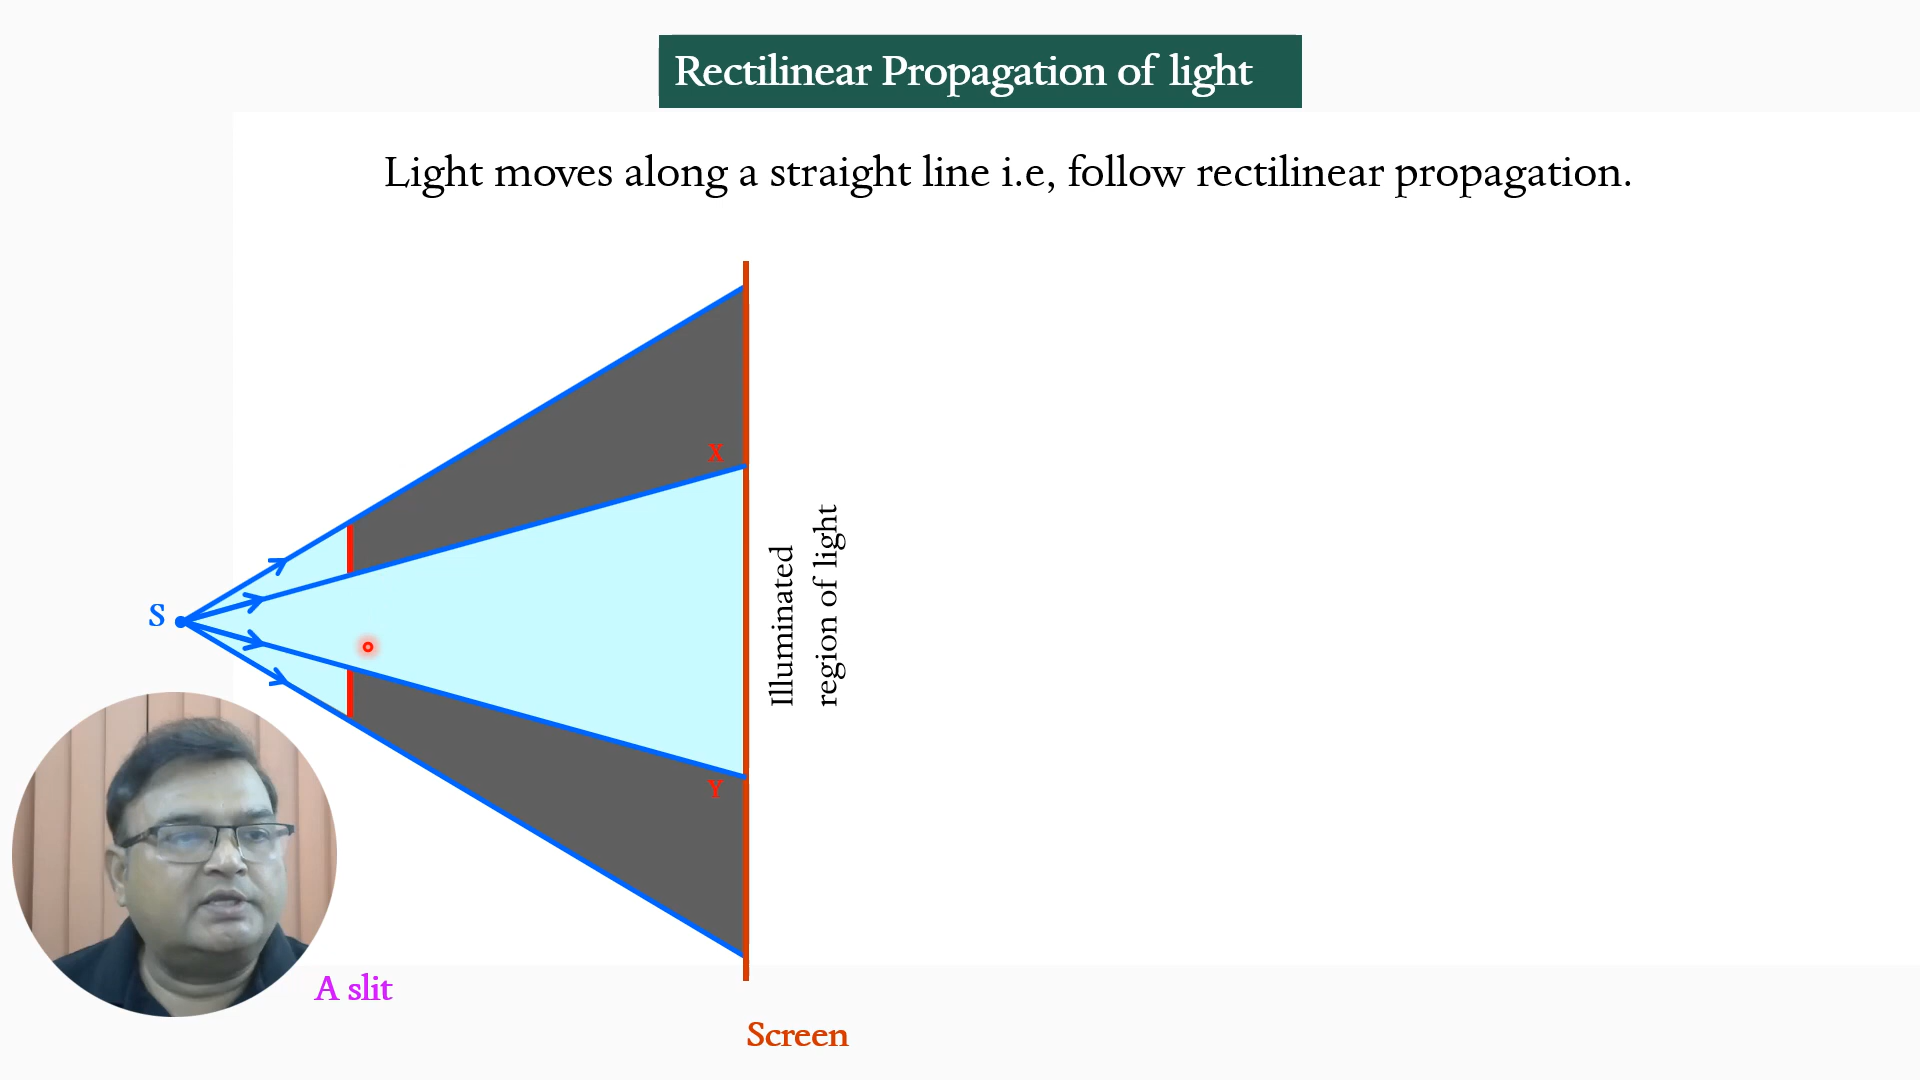 Rectilinear Propagation of light
Light moves along a straight line i.e, follow rectilinear propagation.
X
Illuminated
region of light
S
Y
A slit
Screen